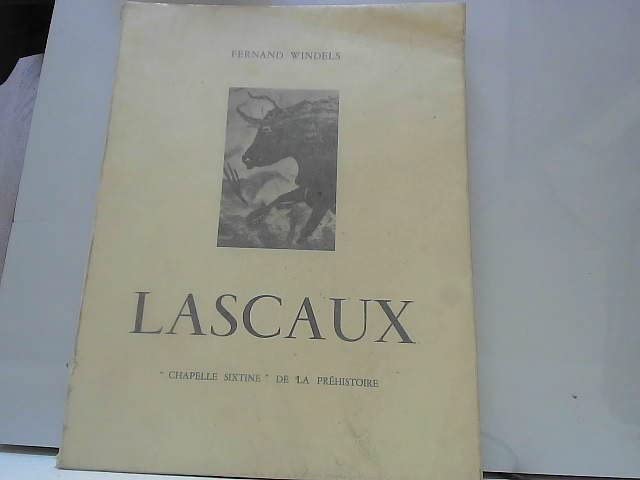 FERNAND WINDELS
LASCAUX
"CHAPELLE SIXTINE" DE LA PRÉHISTOIRE